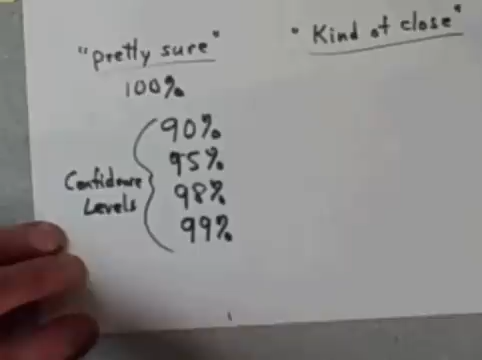 "pretty sure"
"Kind of close"
100%
90%
95%
98%
99%
Confidence
Levels